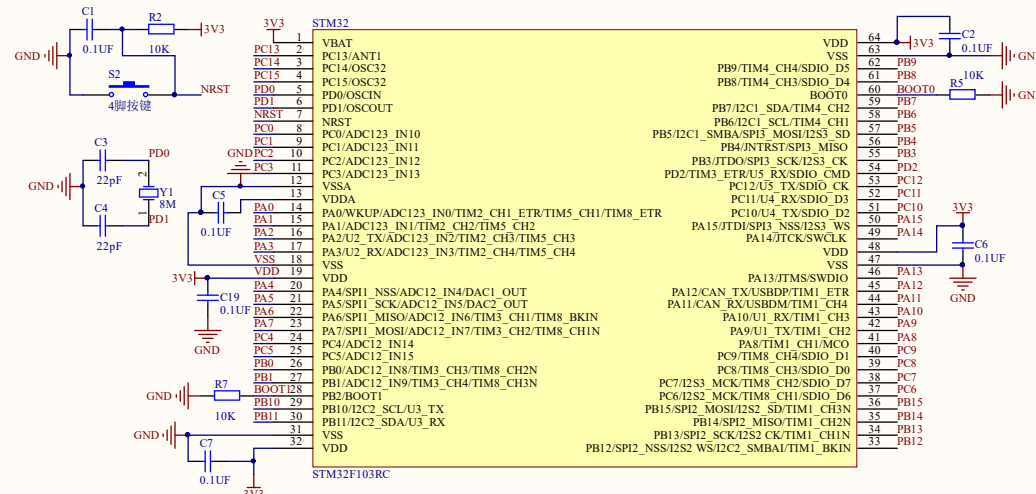 C1
0.1UF
R2
10K
3V3
GND
S2
4脚按键
NRST
C3
22pF
PD0
GND
2
Y1
8M
1
C4
22pF
PD1
3V3
STM32
1 VBAT
PC13 2 PC13/ANT1
PC14 3 PC14/OSC32
PC15 4 PC15/OSC32
PD0 5 PD0/OSCIN
PD1 6 PD1/OSCOUT
NRST 7 NRST
PC0 8 PC0/ADC123_IN10
PC1 9 PC1/ADC123_IN11
GND PC2 10 PC2/ADC123_IN12
PC3 11 PC3/ADC123_IN13
12 VSSA
13 VDDA
C5
0.1UF
PA0 14 PA0/WKUP/ADC123_IN0/TIM2_CH1_ETR/TIM5_CH1/TIM8_ETR
PA1 15 PA1/ADC123_IN1/TIM2_CH2/TIM5_CH2
PA2 16 PA2/U2_TX/ADC123_IN2/TIM2_CH3/TIM5_CH3
PA3 17 PA3/U2_RX/ADC123_IN3/TIM2_CH4/TIM5_CH4
VSS 18 VSS
3V3 VDD 19 VDD
C19
0.1UF
GND
PA4 20 PA4/SPI1_NSS/ADC12_IN4/DAC1_OUT
PA5 21 PA5/SPI1_SCK/ADC12_IN5/DAC2_OUT
PA6 22 PA6/SPI1_MISO/ADC12_IN6/TIM3_CH1/TIM8_BKIN
PA7 23 PA7/SPI1_MOSI/ADC12_IN7/TIM3_CH2/TIM8_CH1N
PC4 24 PC4/ADC12_IN14
PC5 25 PC5/ADC12_IN15
PB0 26 PB0/ADC12_IN8/TIM3_CH3/TIM8_CH2N
PB1 27 PB1/ADC12_IN9/TIM3_CH4/TIM8_CH3N
GND R7 BOOT1 28 PB2/BOOT1
10K
PB10 29 PB10/I2C2_SCL/U3_TX
PB11 30 PB11/I2C2_SDA/U3_RX
GND 31 VSS
32 VDD
C7
0.1UF
3V3
STM32F103RC
VDD 64 3V3
VSS 63
C2
0.1UF
PB9/TIM4_CH4/SDIO_D5 62 PB9
PB8/TIM4_CH3/SDIO_D4 61 PB8
BOOT0 60 BOOT0 R5
10K
PB7/I2C1_SDA/TIM4_CH2 59 PB7
PB6/I2C1_SCL/TIM4_CH1 58 PB6
PB5/I2C1_SMBA/SPI3_MOSI/I2S3_SD 57 PB5
PB4/JNTRST/SPI3_MISO 56 PB4
PB3/JTDO/SPI3_SCK/I2S3_CK 55 PB3
PD2/TIM3_ETR/U5_RX/SDIO_CMD 54 PD2
PC12/U5_TX/SDIO_CK 53 PC12
PC11/U4_RX/SDIO_D3 52 PC11
PC10/U4_TX/SDIO_D2 51 PC10
PA15/JTDI/SPI3_NSS/I2S3_WS 50 PA15
PA14/JTCK/SWCLK 49 PA14
VDD 48
VSS 47
3V3
C6
0.1UF
GND
PA13/JTMS/SWDIO 46 PA13
PA12/CAN_TX/USBDP/TIM1_ETR 45 PA12
PA11/CAN_RX/USBDM/TIM1_CH4 44 PA11
PA10/U1_RX/TIM1_CH3 43 PA10
PA9/U1_TX/TIM1_CH2 42 PA9
PA8/TIM1_CH1/MCO 41 PA8
PC9/TIM8_CH4/SDIO_D1 40 PC9
PC8/TIM8_CH3/SDIO_D0 39 PC8
PC7/I2S3_MCK/TIM8_CH2/SDIO_D7 38 PC7
PC6/I2S2_MCK/TIM8_CH1/SDIO_D6 37 PC6
PB15/SPI2_MOSI/I2S2_SD/TIM1_CH3N 36 PB15
PB14/SPI2_MISO/TIM1_CH2N 35 PB14
PB13/SPI2_SCK/I2S2 CK/TIM1_CH1N 34 PB13
PB12/SPI2_NSS/I2S2 WS/I2C2_SMBAI/TIM1_BKIN 33 PB12